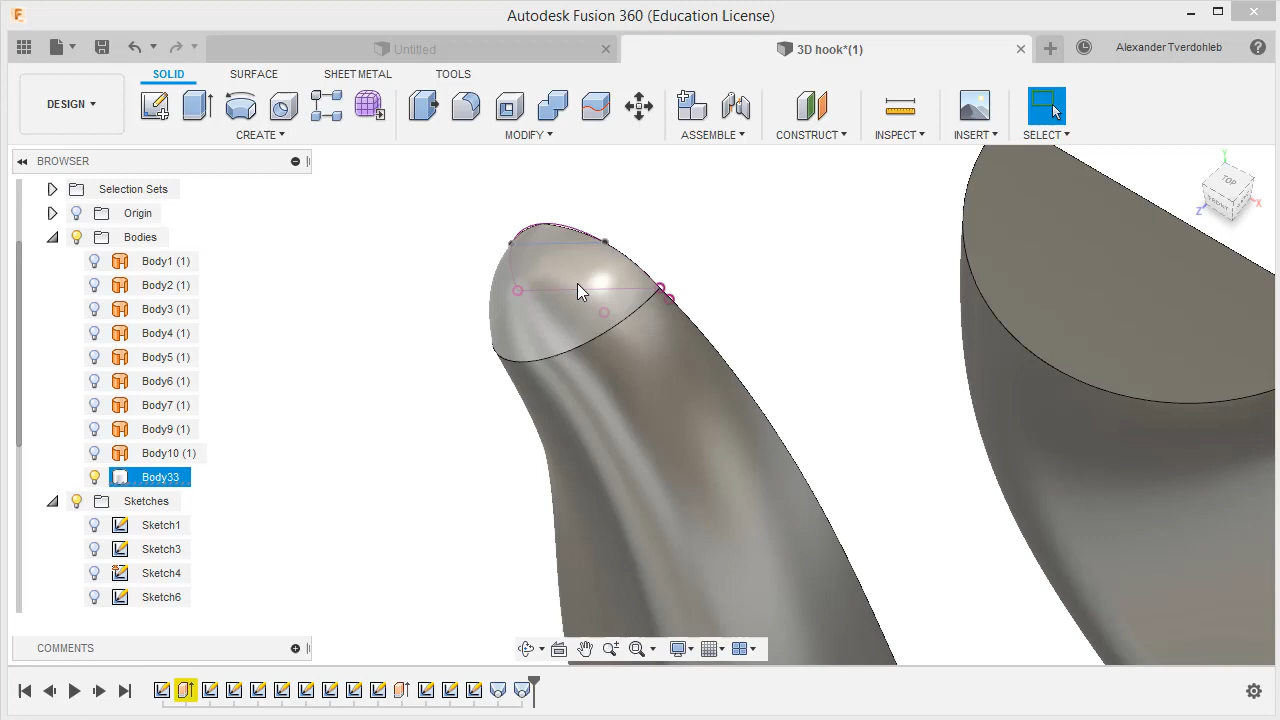 Autodesk Fusion 360 (Education License)
Untitled
3D hook*(1)
Alexander Tverdohleb
SOLID SURFACE SHEET METAL TOOLS
DESIGN
CREATE MODIFY ASSEMBLE CONSTRUCT INSPECT INSERT SELECT
BROWSER
Selection Sets
Origin
Bodies
Body1 (1)
Body2 (1)
Body3 (1)
Body4 (1)
Body5 (1)
Body6 (1)
Body7 (1)
Body9 (1)
Body10 (1)
Body33
Sketches
Sketch1
Sketch3
Sketch4
Sketch6
COMMENTS
Y
TOP
FRONT
Z
X